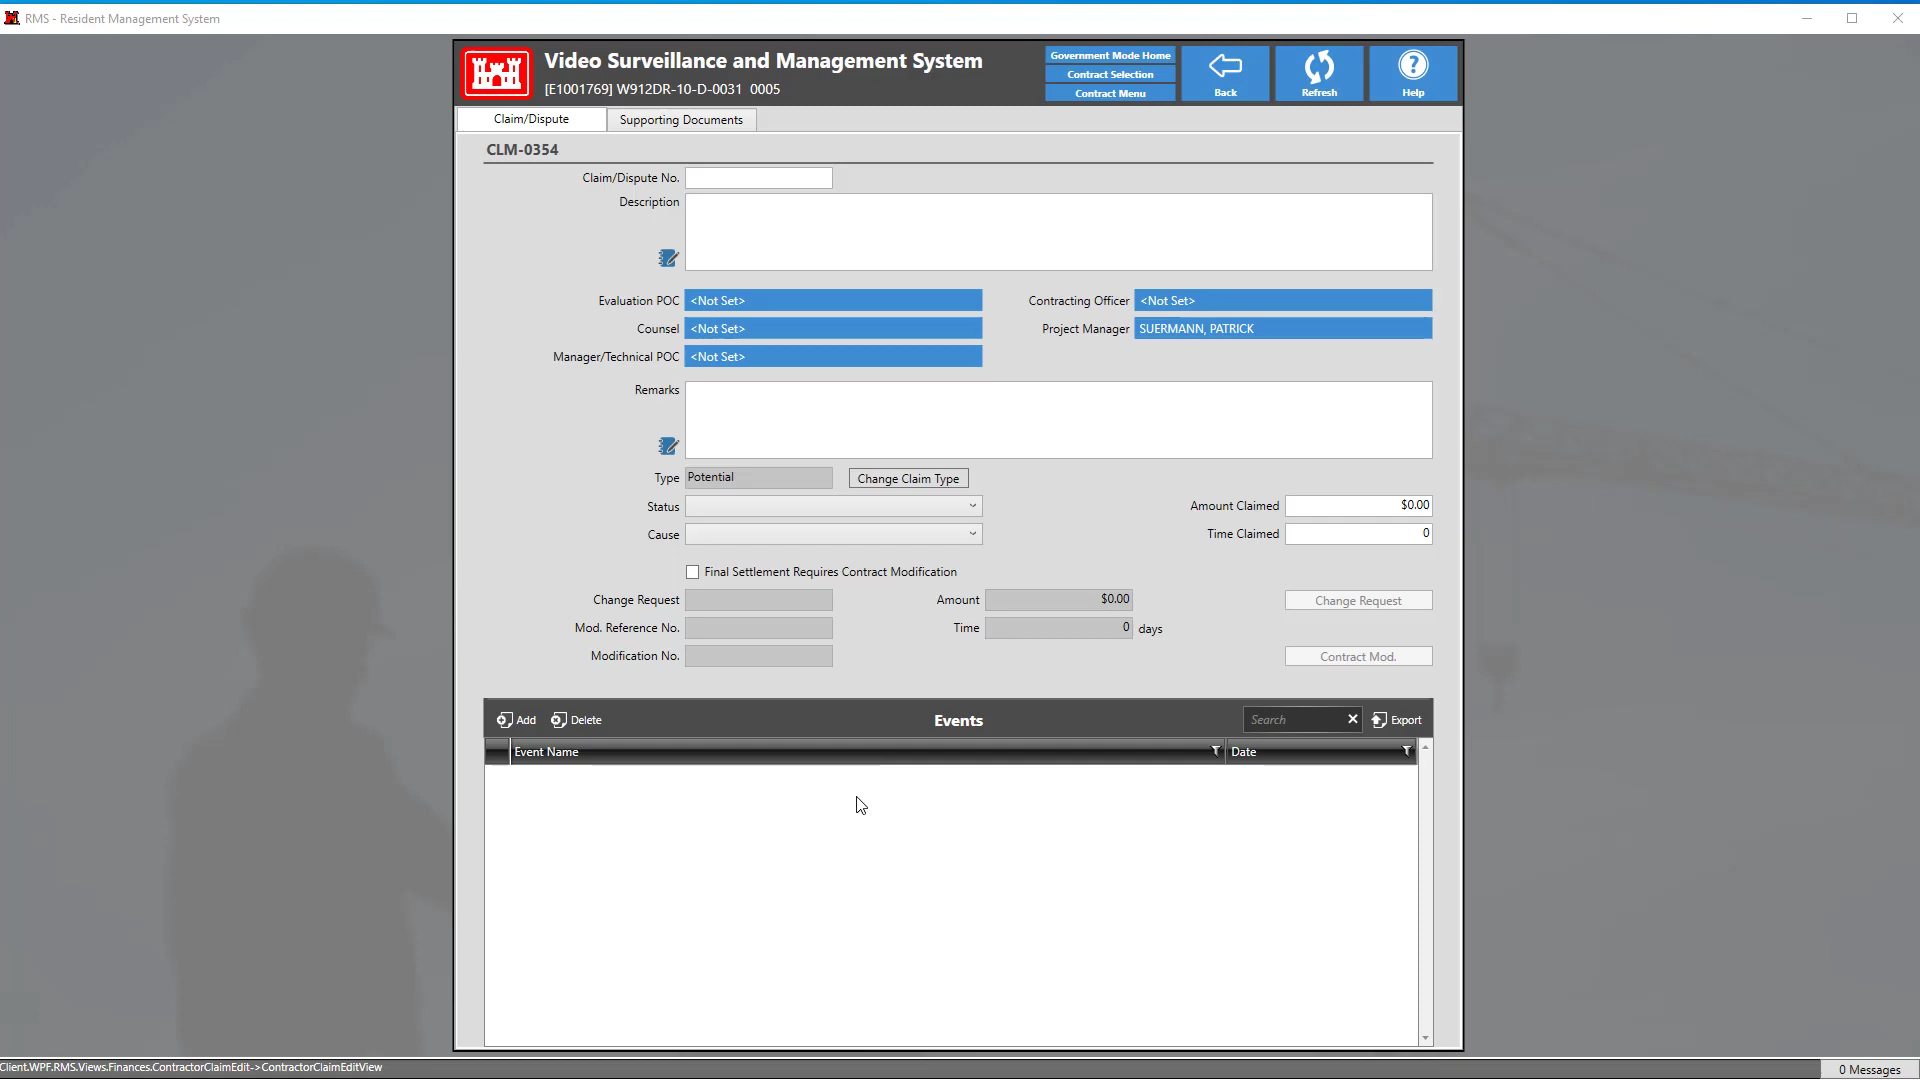 RMS - Resident Management System
Video Surveillance and Management System
[E1001769] W912DR-10-D-0031 0005
Government Mode Home
Contract Selection
Contract Menu
Back
Refresh
Help
Claim/Dispute
Supporting Documents
CLM-0354
Claim/Dispute No.
Description
Evaluation POC <Not Set>
Contracting Officer <Not Set>
Counsel <Not Set>
Project Manager SUERMANN, PATRICK
Manager/Technical POC <Not Set>
Remarks
Type Potential Change Claim Type
Status
Amount Claimed $0.00
Cause
Time Claimed 0
Final Settlement Requires Contract Modification
Change Request Amount $0.00 Change Request
Mod. Reference No. Time 0 days
Modification No. Contract Mod.
Add Delete Events Search Export
Event Name Date
Client.WPF.RMS.Views.Finances.ContractorClaimEdit->ContractorClaimEditView
0 Messages